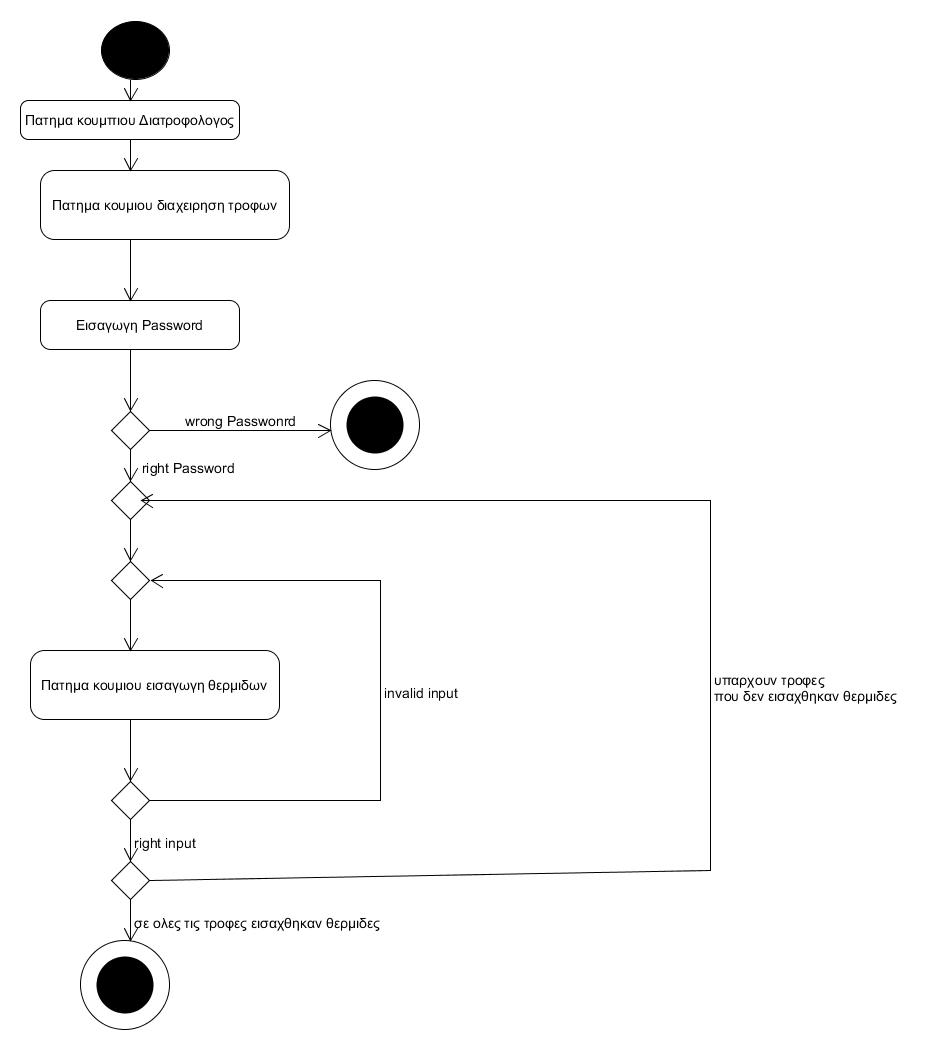 Πατημα κουμπιου Διατροφολογος
Πατημα κουμιου διαχειρηση τροφων
Εισαγωγη Password
wrong Passwonrd
right Password
Πατημα κουμιου εισαγωγη θερμιδων
invalid input
υπαρχουν τροφες
που δεν εισαχθηκαν θερμιδες
right input
σε ολες τις τροφες εισαχθηκαν θερμιδες